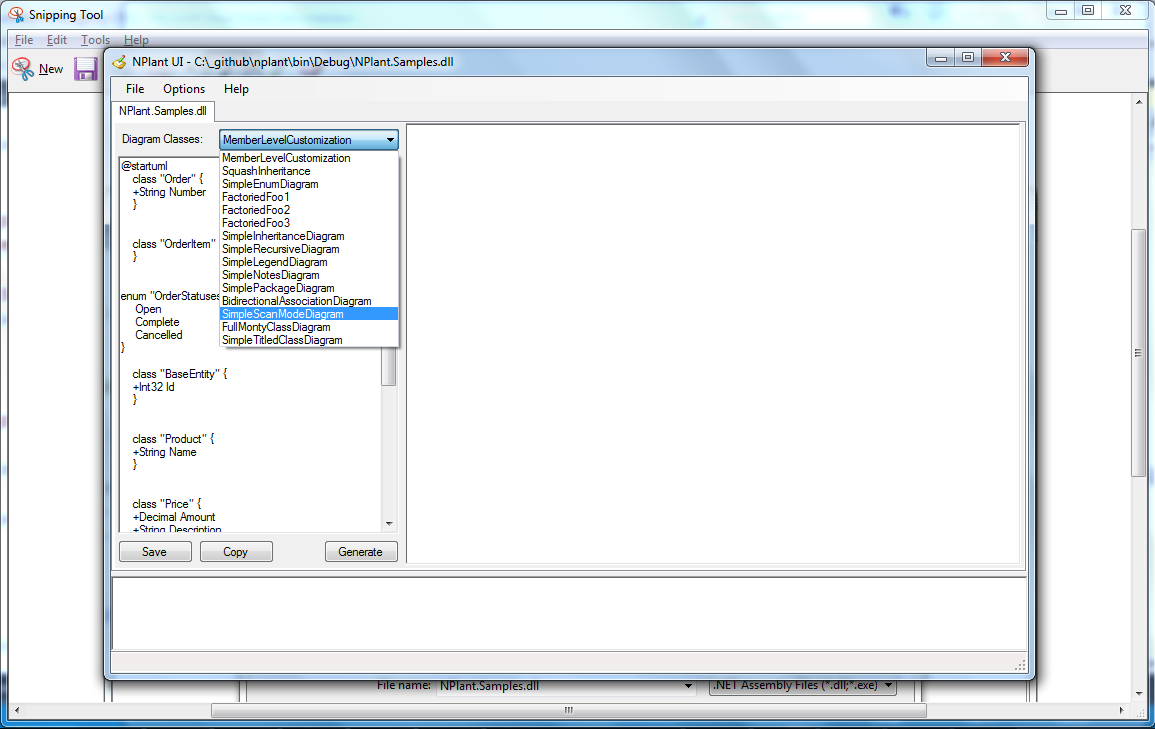 Snipping Tool
File Edit Tools Help
New
NPlant UI - C:\_github\nplant\bin\Debug\NPlant.Samples.dll
File Options Help
NPlant.Samples.dll
Diagram Classes: MemberLevelCustomization
MemberLevelCustomization
SquashInheritance
SimpleEnumDiagram
FactoriedFoo1
FactoriedFoo2
FactoriedFoo3
SimpleInheritanceDiagram
SimpleRecursiveDiagram
SimpleLegendDiagram
SimpleNotesDiagram
SimplePackageDiagram
BidirectionalAssociationDiagram
SimpleScanModeDiagram
FullMontyClassDiagram
SimpleTitledClassDiagram
@startuml
class "Order" {
+String Number
}
class "OrderItem"
}
enum "OrderStatuses
Open
Complete
Cancelled
}
class "BaseEntity" {
+Int32 Id
}
class "Product" {
+String Name
}
class "Price" {
+Decimal Amount
+String Description
Save Copy Generate
File name: NPlant.Samples.dll .NET Assembly Files (*.dll;*.exe)